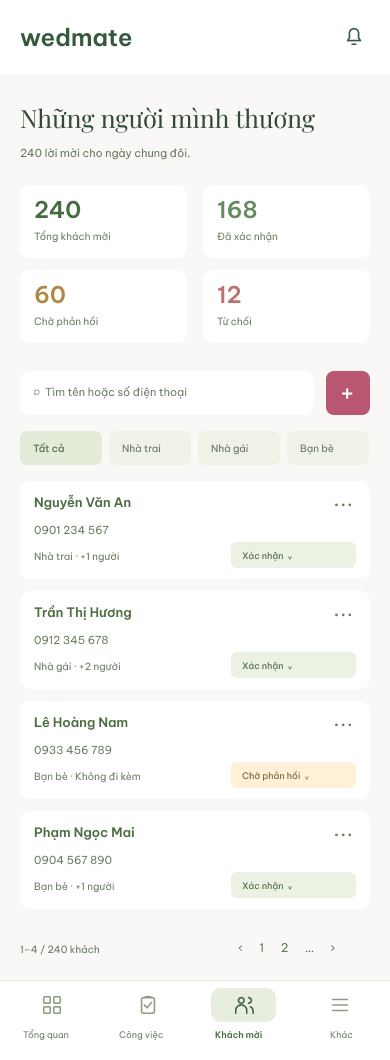 wedmate
Những người mình thương
240 lời mời cho ngày chung đôi.
240
Tổng khách mời
168
Đã xác nhận
60
Chờ phản hồi
12
Từ chối
Tìm tên hoặc số điện thoại
+
Tất cả
Nhà trai
Nhà gái
Bạn bè
Nguyễn Văn An
0901 234 567
Nhà trai · +1 người
Xác nhận
Trần Thị Hương
0912 345 678
Nhà gái · +2 người
Xác nhận
Lê Hoàng Nam
0933 456 789
Bạn bè · Không đi kèm
Chờ phản hồi
Phạm Ngọc Mai
0904 567 890
Bạn bè · +1 người
Xác nhận
1–4 / 240 khách
‹ 1 2 … ›
Tổng quan
Công việc
Khách mời
Khác